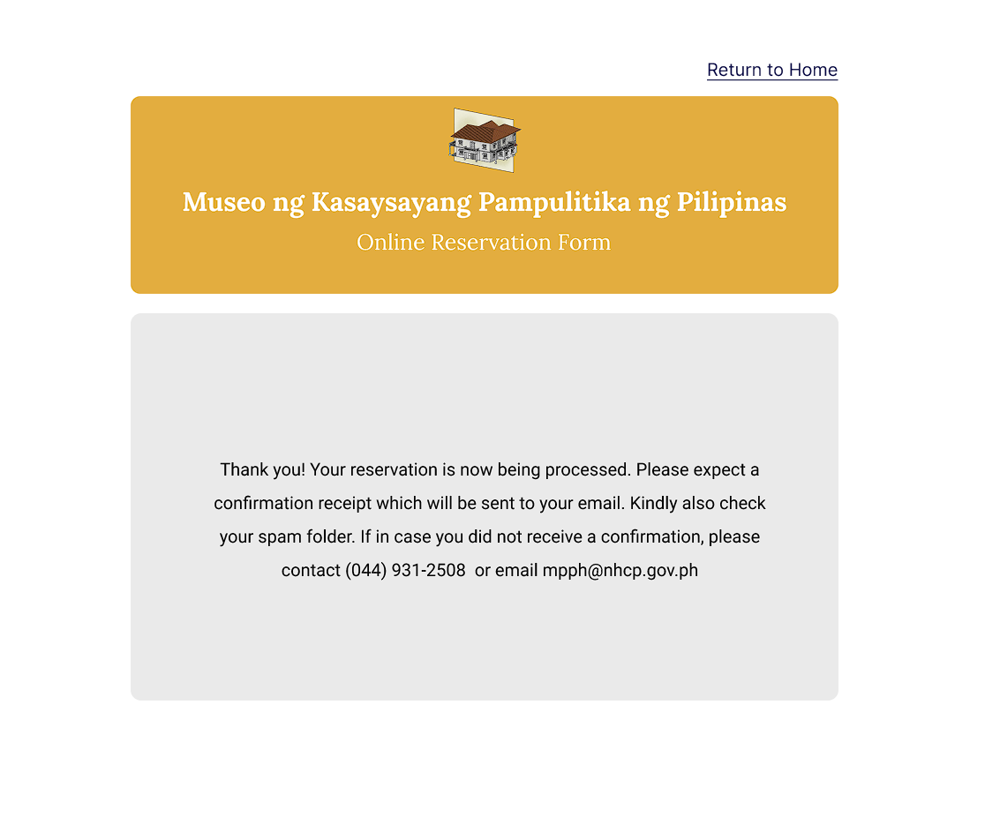 Return to Home
Museo ng Kasaysayang Pampulitika ng Pilipinas
Online Reservation Form
Thank you! Your reservation is now being processed. Please expect a
confirmation receipt which will be sent to your email. Kindly also check
your spam folder. If in case you did not receive a confirmation, please
contact (044) 931-2508  or email mpph@nhcp.gov.ph